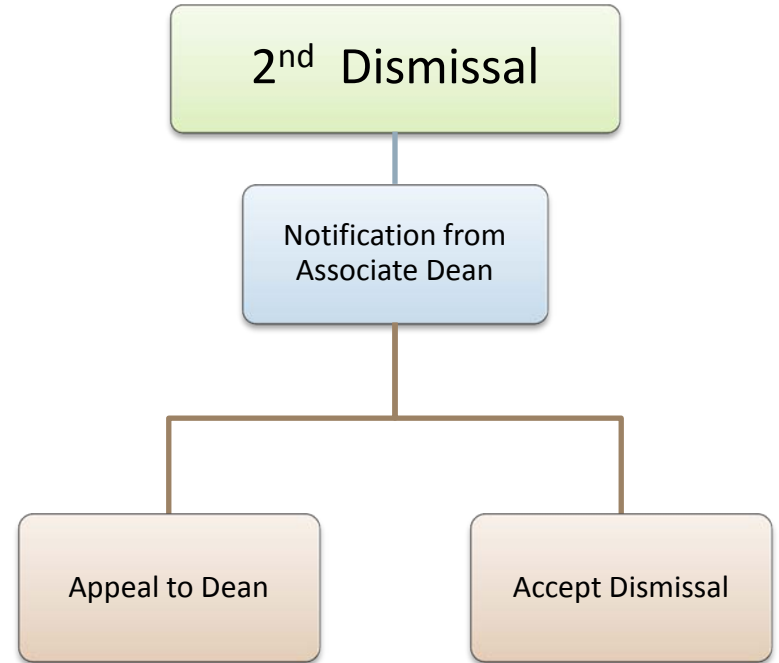 2nd Dismissal
Notification from
Associate Dean
Appeal to Dean
Accept Dismissal